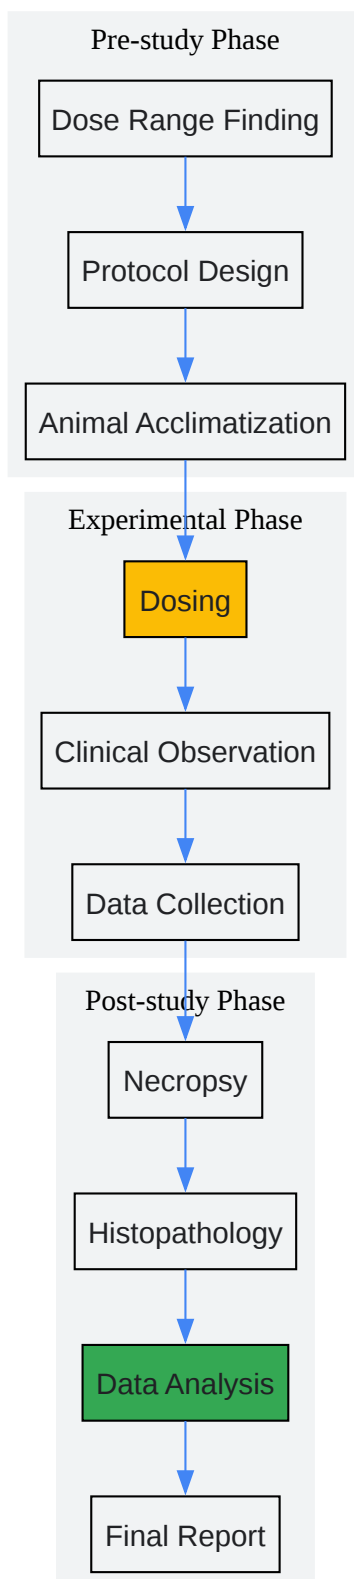 Pre-study Phase
Dose Range Finding
Protocol Design
Animal Acclimatization
Experimental Phase
Dosing
Clinical Observation
Data Collection
Post-study Phase
Necropsy
Histopathology
Data Analysis
Final Report